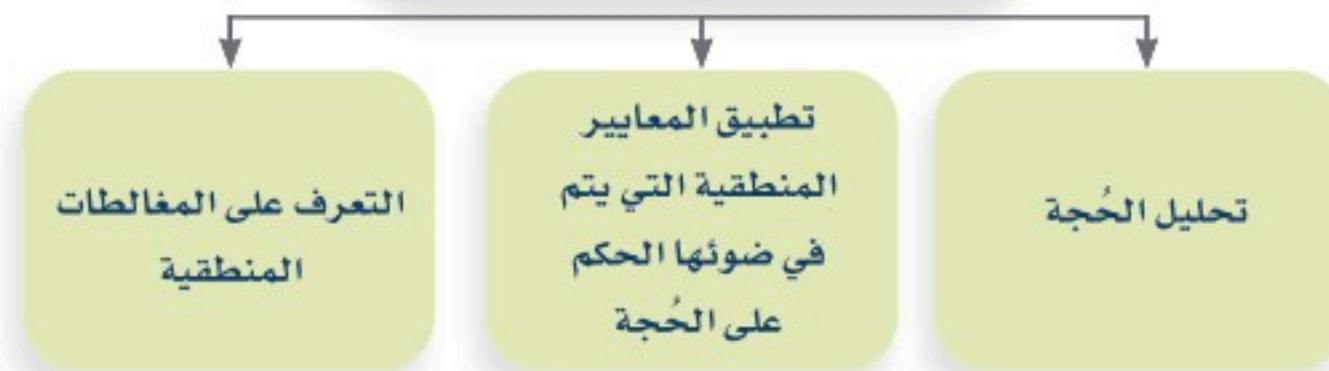 تحليل الحُجة
تطبيق المعايير
المنطقية التي يتم
في ضوئها الحكم
على الحُجة
التعرف على المغالطات
المنطقية